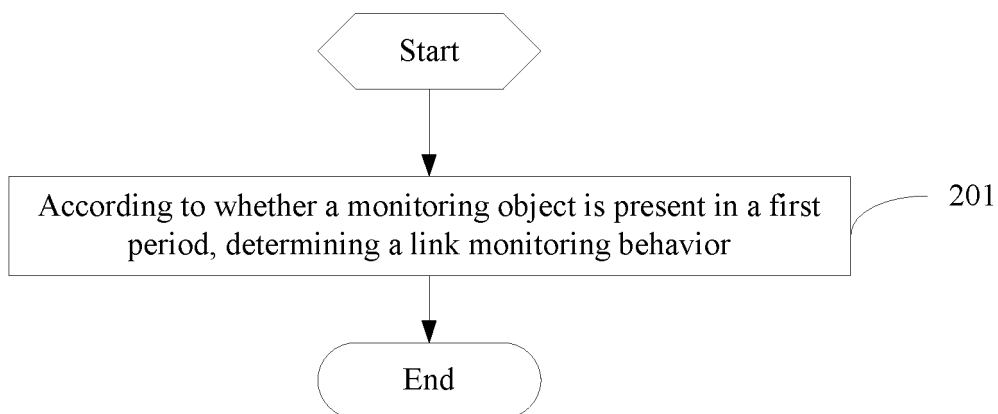 Start
According to whether a monitoring object is present in a first
period, determining a link monitoring behavior
201
End